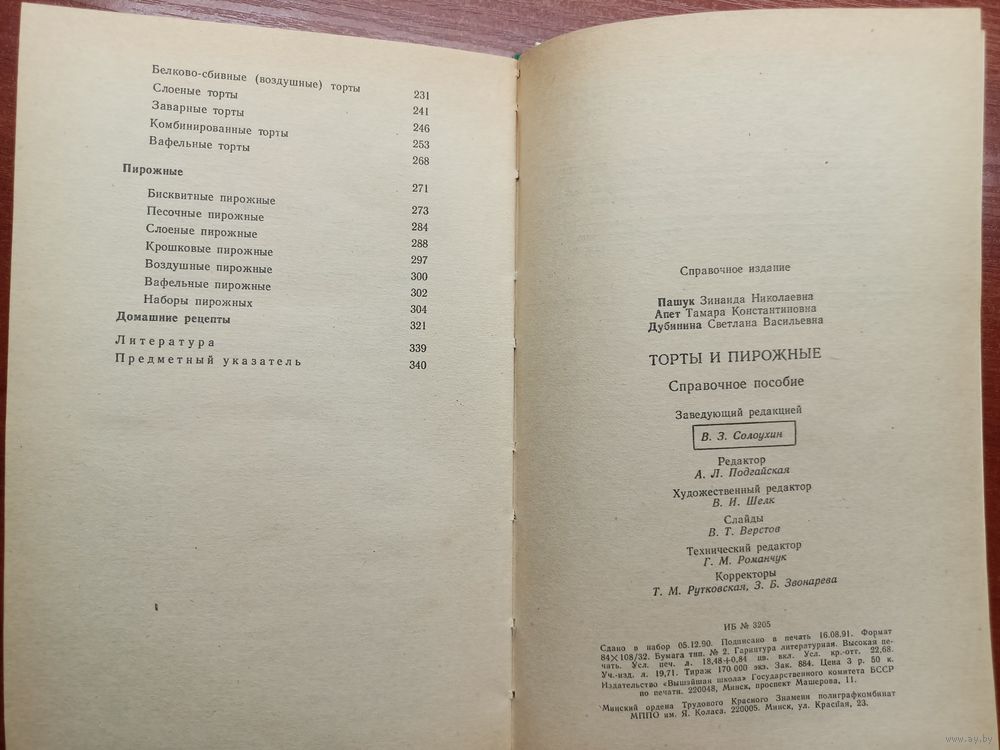 Белково-сбивные (воздушные) торты 231
Слоеные торты 241
Заварные торты 246
Комбинированные торты 253
Вафельные торты 268
Пирожные 271
Бисквитные пирожные 273
Песочные пирожные 284
Слоеные пирожные 288
Крошковые пирожные 297
Воздушные пирожные 300
Вафельные пирожные 302
Наборы пирожных 304
Домашние рецепты 321
Литература 339
Предметный указатель 340
Справочное издание
Пашук Зинаида Николаевна
Апет Тамара Константиновна
Дубинина Светлана Васильевна
ТОРТЫ И ПИРОЖНЫЕ
Справочное пособие
Заведующий редакцией
В. З. Солоухин
Редактор
А. Л. Подгайская
Художественный редактор
В. И. Шелк
Слайды
В. Т. Верстов
Технический редактор
Г. М. Романчук
Корректоры
Т. М. Рутковская, З. Б. Звонарева
ИБ № 3205
Сдано в набор 05.12.90. Подписано в печать 16.08.91. Формат
84×108/32. Бумага тип. № 2. Гарнитура литературная. Высокая пе-
чать. Усл. печ. л. 18,48+0,84 цв. вкл. Усл. кр.-отт. 22,68.
Уч.-изд. л. 19,71. Тираж 170 000 экз. Зак. 884. Цена 3 р. 50 к.
Издательство «Вышэйшая школа» Государственного комитета БССР
по печати. 220048, Минск, проспект Машерова, 11.
Минский ордена Трудового Красного Знамени полиграфкомбинат
МППО им. Я. Коласа. 220005. Минск, ул. Красная, 23.
www.ay.by